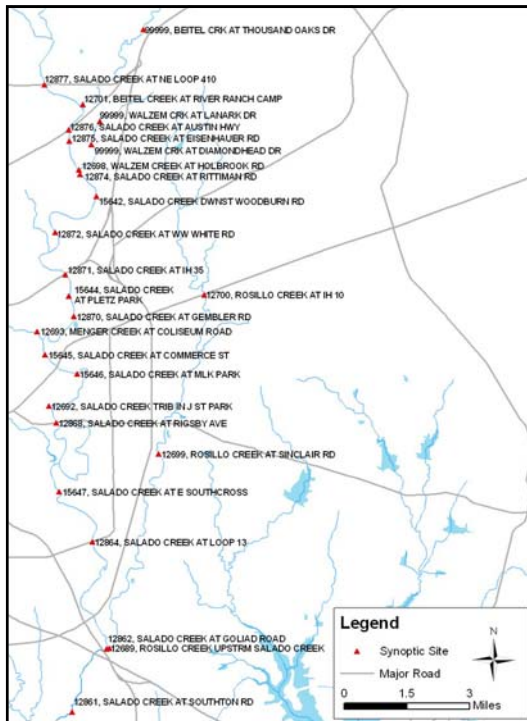 99999, BEITEL CRK AT THOUSAND OAKS DR
12877, SALADO CREEK AT NE LOOP 410
12701, BEITEL CREEK AT RIVER RANCH CAMP
99999, WALZEM CRK AT LANARK DR
12876, SALADO CREEK AT AUSTIN HWY
12875, SALADO CREEK AT EISENHAUER RD
99999, WALZEM CRK AT DIAMONDHEAD DR
12698, WALZEM CREEK AT HOLBROOK RD
12874, SALADO CREEK AT RITTIMAN RD
15642, SALADO CREEK DWNST WOODBURN RD
12872, SALADO CREEK AT WW WHITE RD
12871, SALADO CREEK AT IH 35
15644, SALADO CREEK
AT PLETZ PARK
12700, ROSILLO CREEK AT IH 10
12870, SALADO CREEK AT GEMBLER RD
12693, MENGER CREEK AT COLISEUM ROAD
15645, SALADO CREEK AT COMMERCE ST
15646, SALADO CREEK AT MLK PARK
12692, SALADO CREEK TRIB IN J ST PARK
12868, SALADO CREEK AT RIGSBY AVE
12699, ROSILLO CREEK AT SINCLAIR RD
15647, SALADO CREEK AT E SOUTHCROSS
12864, SALADO CREEK AT LOOP 13
12862, SALADO CREEK AT GOLIAD ROAD
12689, ROSILLO CREEK UPSTRM SALADO CREEK
12861, SALADO CREEK AT SOUTHTON RD
Legend
N
Synoptic Site
Major Road
0 1.5 3
Miles